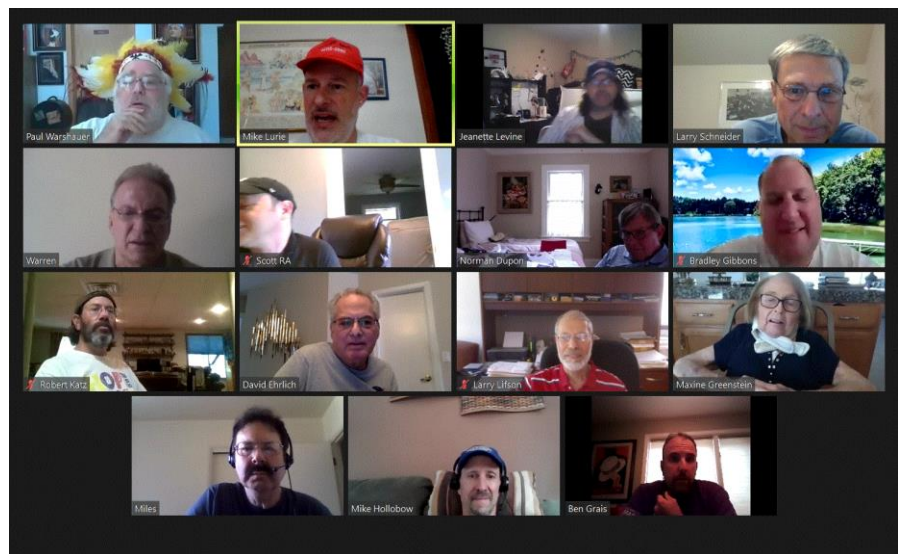 Paul Warshauer
Mike Lurie
Jeanette Levine
Larry Schneider
Warren
Scott RA
Norman Dupon
Bradley Gibbons
Robert Katz
David Ehrlich
Larry Lifson
Maxine Greenstein
Miles
Mike Hollobow
Ben Grais